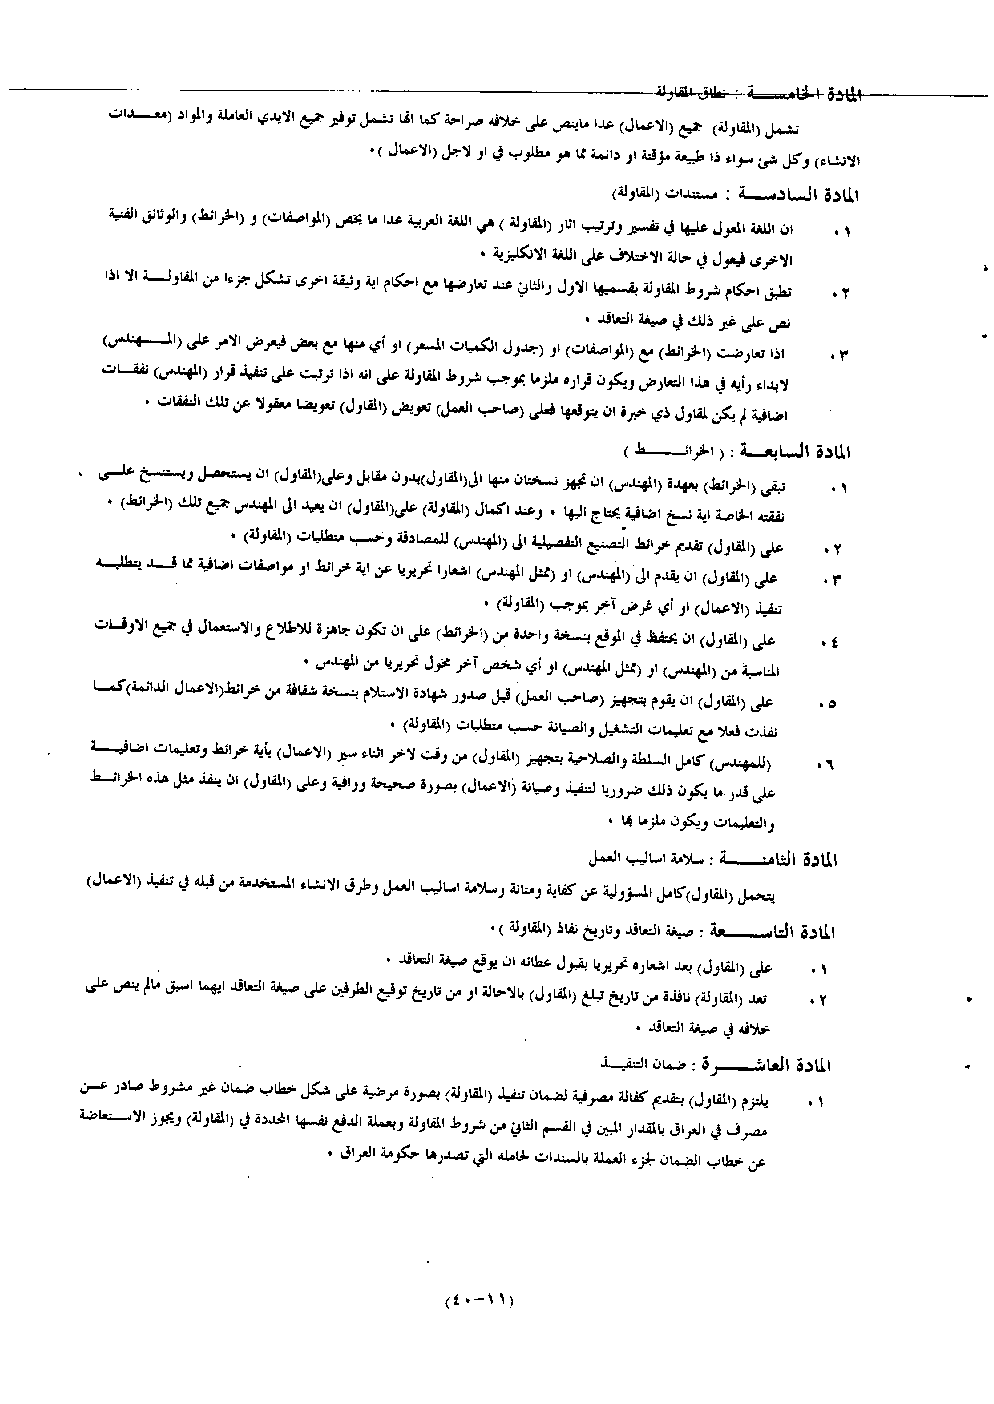 المادة الخامسة : نطاق المقاولة
تشمل (المقاولة) جميع (الاعمال) عدا ماينص على خلافه صراحة كما انها تشمل توفير جميع الايدي العاملة والمواد (معدات
الانشاء) وكل شئ سواء ذا طبيعة مؤقتة او دائمة مما هو مطلوب في او لاجل (الاعمال ).
المادة السادسة : مستندات (المقاولة)
١. ان اللغة المعول عليها في تفسير وترتيب اثار (المقاولة ) هي اللغة العربية عدا ما يخص (المواصفات) و (الخرائط) والوثائق الفنية
الاخرى فيعول في حالة الاختلاف على اللغة الانكليزية .
٢. تطبق احكام شروط المقاولة بقسميها الاول والثاني عند تعارضها مع احكام اية وثيقة اخرى تشكل جزءا من المقاولة الا اذا
نص على غير ذلك في صيغة التعاقد .
٣. اذا تعارضت (الخرائط) مع (المواصفات) او (جدول الكميات المسعر) او أي منها مع بعض فيعرض الامر على (المهندس)
لابداء رأيه في هذا التعارض ويكون قراره ملزما بموجب شروط المقاولة على انه اذا ترتبت على تنفيذ قرار (المهندس) نفقات
اضافية لم يكن لمقاول ذي خبرة ان يتوقعها فعلى (صاحب العمل) تعويض (المقاول) تعويضا معقولا عن تلك النفقات .
المادة السابعة : ( الخرائط )
١. تبقى (الخرائط) بعهدة (المهندس) ان تجهز نسختان منها الى(المقاول)بدون مقابل وعلى(المقاول) ان يستحصل ويستنسخ على
نفقته الخاصة اية نسخ اضافية يحتاج اليها . وعند اكمال (المقاولة) على(المقاول) ان يعيد الى المهندس جميع تلك (الخرائط) .
٢. على (المقاول) تقديم خرائط التصنيع التفصيلية الى (المهندس) للمصادقة وحسب متطلبات (المقاولة) .
٣. على (المقاول) ان يقدم الى (المهندس) او (ممثل المهندس) اشعارا تحريريا عن اية خرائط او مواصفات اضافية مما قد يتطلبه
تنفيذ (الاعمال) او أي غرض آخر بموجب (المقاولة) .
٤. على (المقاول) ان يحتفظ في الموقع بنسخة واحدة من (الخرائط) على ان تكون جاهزة للاطلاع والاستعمال في جميع الاوقات
المناسبة من (المهندس) او (ممثل المهندس) او أي شخص آخر مخول تحريريا من المهندس .
٥. على (المقاول) ان يقوم بتجهيز (صاحب العمل) قبل صدور شهادة الاستلام بنسخة شفافة من خرائط(الاعمال الدائمة)كما
نفذت فعلا مع تعليمات التشغيل والصيانة حسب متطلبات (المقاولة) .
٦. (للمهندس) كامل السلطة والصلاحية بتجهيز (المقاول) من وقت لاخر اثناء سير (الاعمال) بأية خرائط وتعليمات اضافية
على قدر ما يكون ذلك ضروريا لتنفيذ وصيانة (الاعمال) بصورة صحيحة ووافية وعلى (المقاول) ان ينفذ مثل هذه الخرائط
والتعليمات ويكون ملزما بها .
المادة الثامنة : سلامة اساليب العمل
يتحمل (المقاول)كامل المسؤولية عن كفاية ومتانة وسلامة اساليب العمل وطرق الانشاء المستخدمة من قبله في تنفيذ (الاعمال)
المادة التاسعة : صيغة التعاقد وتاريخ نفاذ (المقاولة ).
١. على (المقاول) بعد اشعاره تحريريا بقبول عطائه ان يوقع صيغة التعاقد .
٢. تعد (المقاولة) نافذة من تاريخ تبلغ (المقاول) بالاحالة او من تاريخ توقيع الطرفين على صيغة التعاقد ايهما اسبق مالم ينص على
خلافه في صيغة التعاقد .
المادة العاشرة : ضمان التنفيذ
١. يلتزم (المقاول) بتقديم كفالة مصرفية لضمان تنفيذ (المقاولة) بصورة مرضية على شكل خطاب ضمان غير مشروط صادر عن
مصرف في العراق بالمقدار المبين في القسم الثاني من شروط المقاولة وبعملة الدفع نفسها المحددة في (المقاولة) ويجوز الاستعاضة
عن خطاب الضمان لجزء العملة بالسندات لحامله التي تصدرها حكومة العراق .
(١١-٤٠)